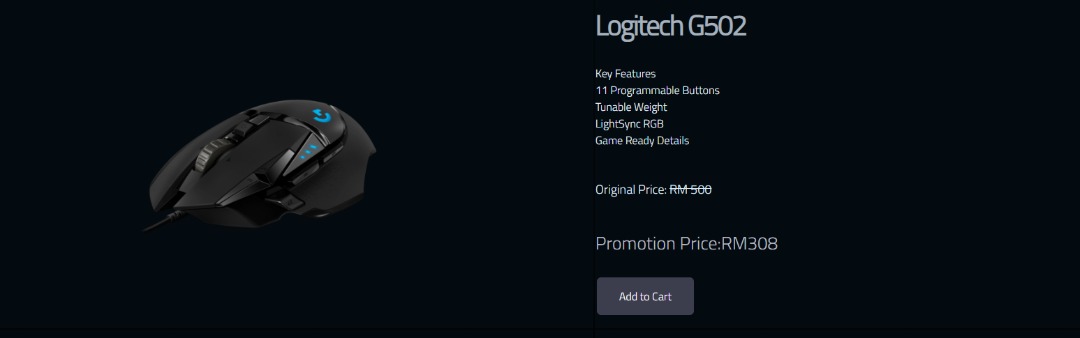 Logitech G502
Key Features
11 Programmable Buttons
Tunable Weight
LightSync RGB
Game Ready Details
Original Price: RM 500
Promotion Price:RM308
Add to Cart